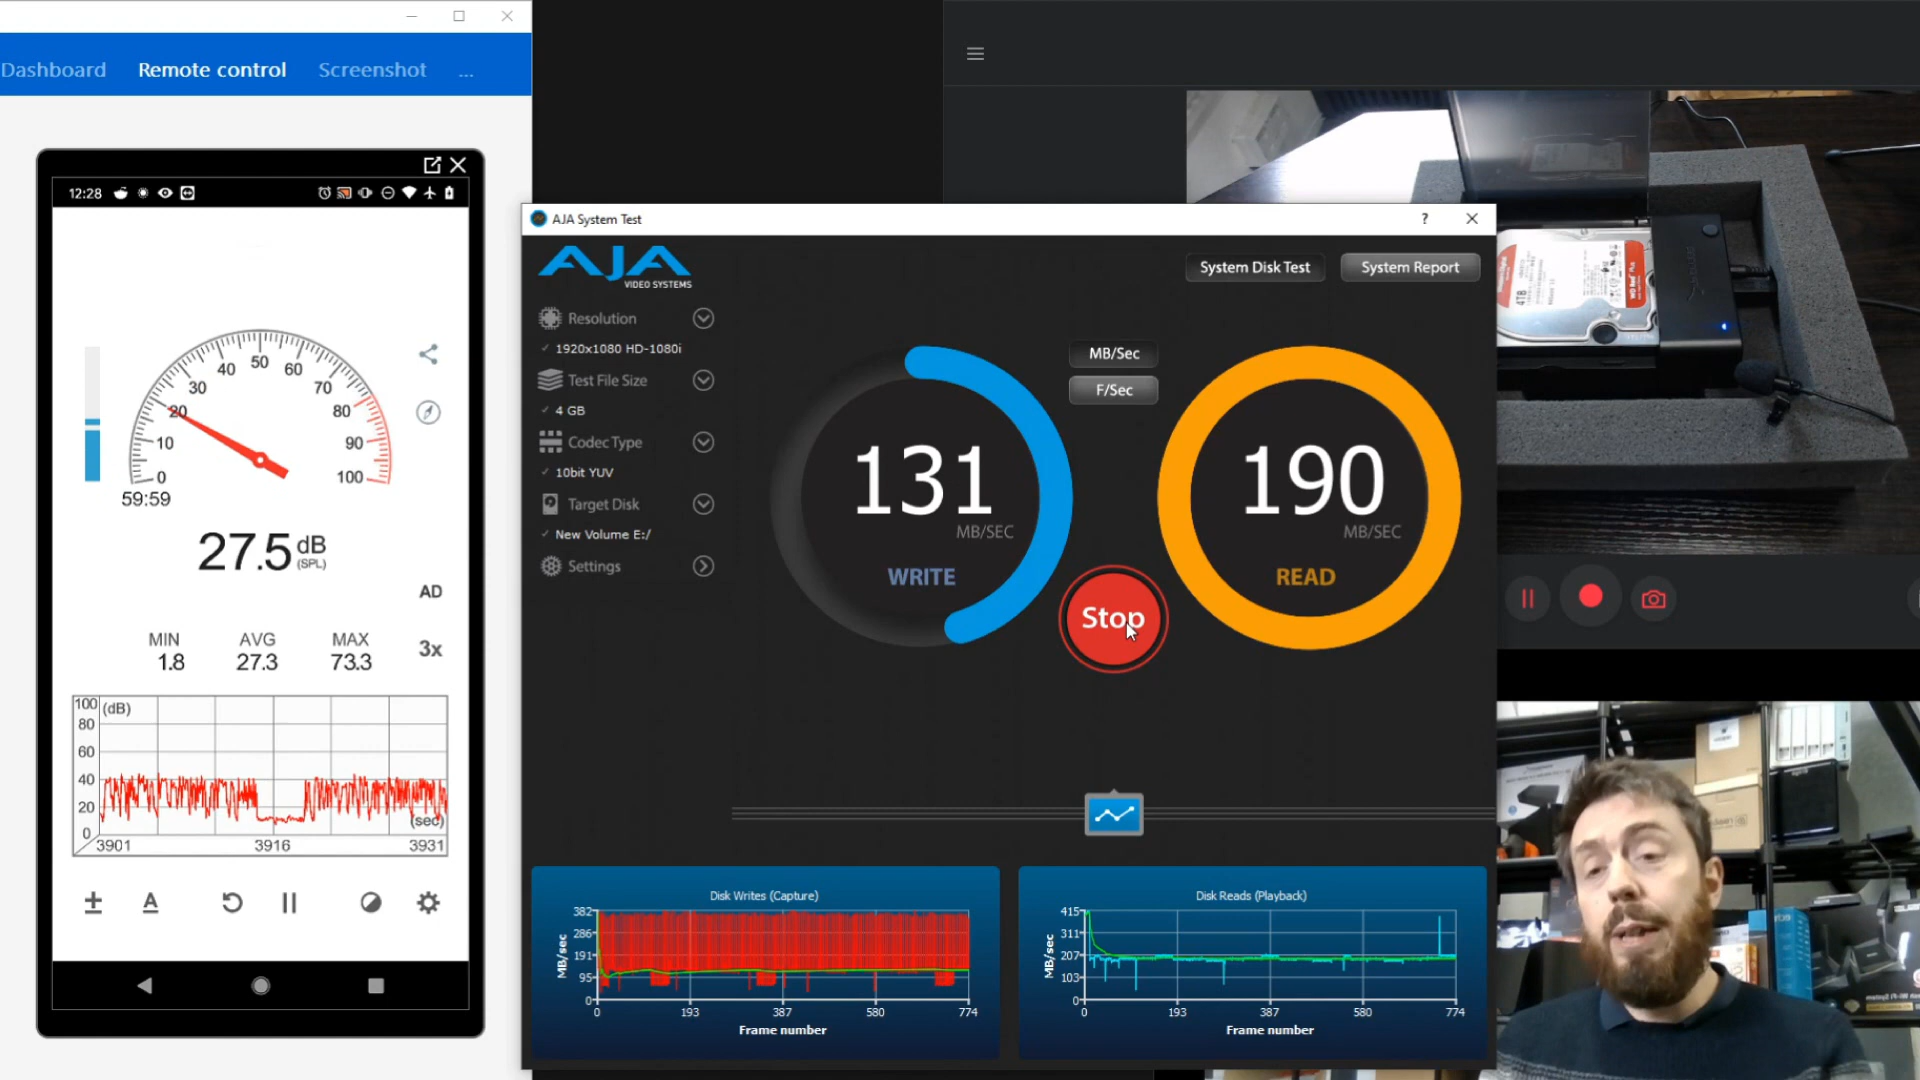 Dashboard Remote control Screenshot ...
12:28
0 10 20 30 40 50 60 70 80 90 100
59:59
27.5 dB
(SPL)
AD
MIN AVG MAX
1.8 27.3 73.3
3x
100 (dB)
80
60
40
20
0
(sec)
3901 3916 3931
A
AJA System Test
?
AJA
VIDEO SYSTEMS
System Disk Test System Report
Resolution
1920x1080 HD-1080i
Test File Size
4 GB
Codec Type
10bit YUV
Target Disk
New Volume E:/
Settings
MB/Sec
F/Sec
131
MB/SEC
WRITE
190
MB/SEC
READ
Stop
Disk Writes (Capture)
MB/sec
382
286
191
95
0
0 193 387 580 774
Frame number
Disk Reads (Playback)
MB/sec
415
311
207
103
0
0 193 387 580 774
Frame number
4TB
WD Red Plus